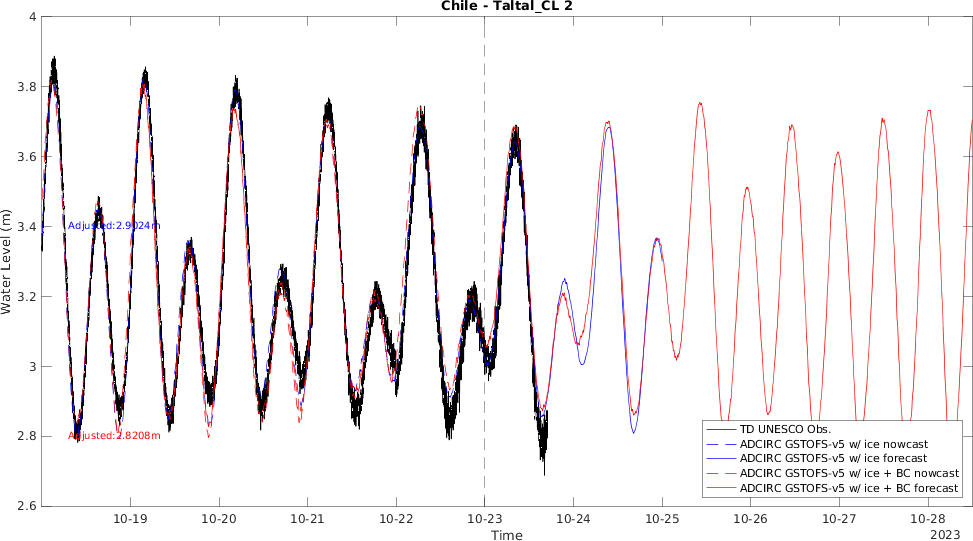 Chile - Taltal_CL 2
Water Level (m)
4
3.8
3.6
3.4
3.2
3
2.8
2.6
Adjusted:2.9024m
Adjusted:2.8208m
TD UNESCO Obs.
ADCIRC GSTOFS-v5 w/ ice nowcast
ADCIRC GSTOFS-v5 w/ ice forecast
ADCIRC GSTOFS-v5 w/ ice + BC nowcast
ADCIRC GSTOFS-v5 w/ ice + BC forecast
10-19 10-20 10-21 10-22 10-23 10-24 10-25 10-26 10-27 10-28
2023
Time